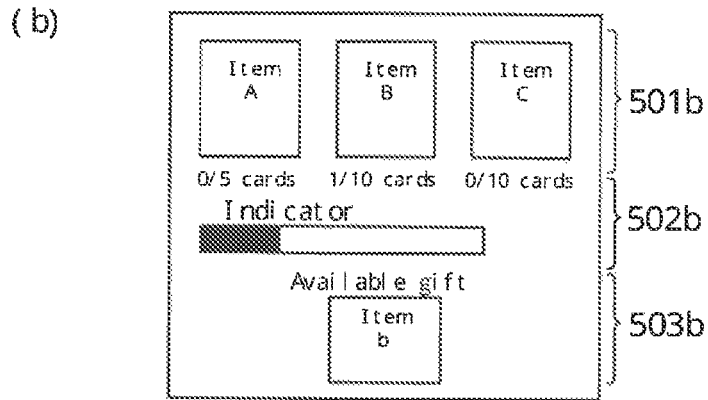 (b)
Item Item Item
A B C
501b
0/5 cards 1/10 cards 0/10 cards
Indicator
502b
Available gift
Item
b
503b